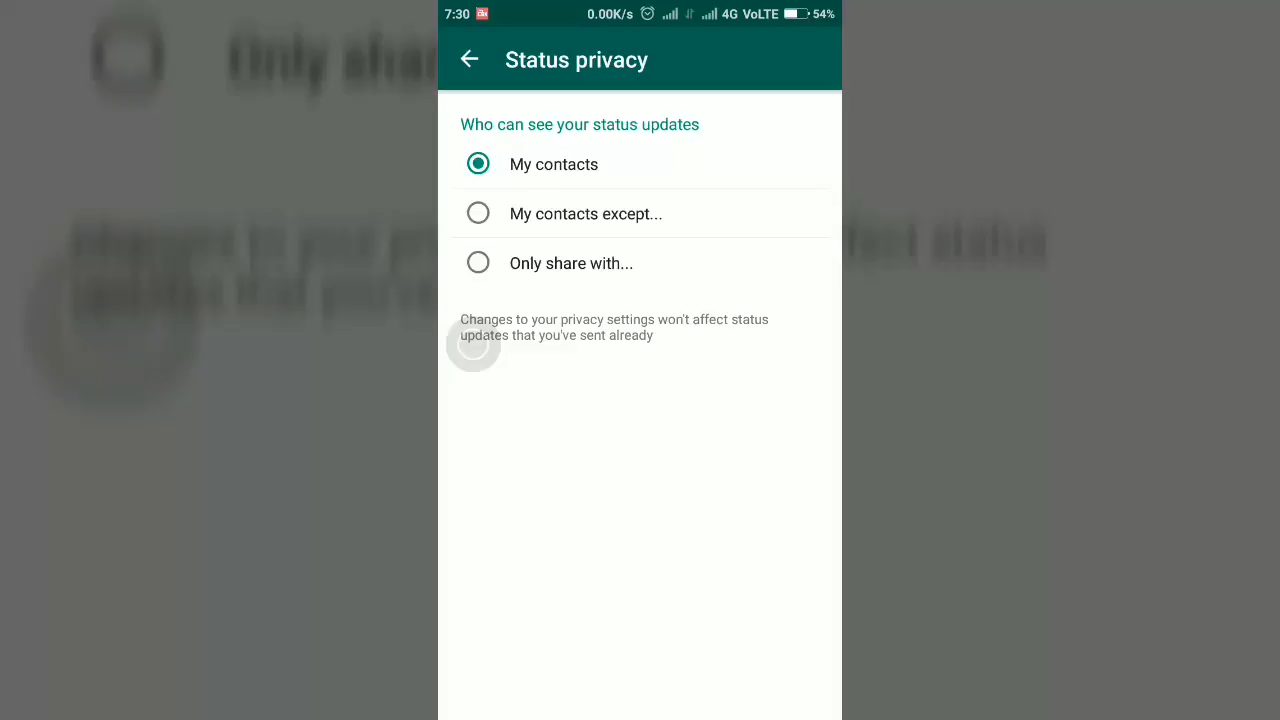 7:30 0.00K/s 4G VoLTE 54%
Status privacy
Who can see your status updates
My contacts
My contacts except...
Only share with...
Changes to your privacy settings won't affect status
updates that you've sent already